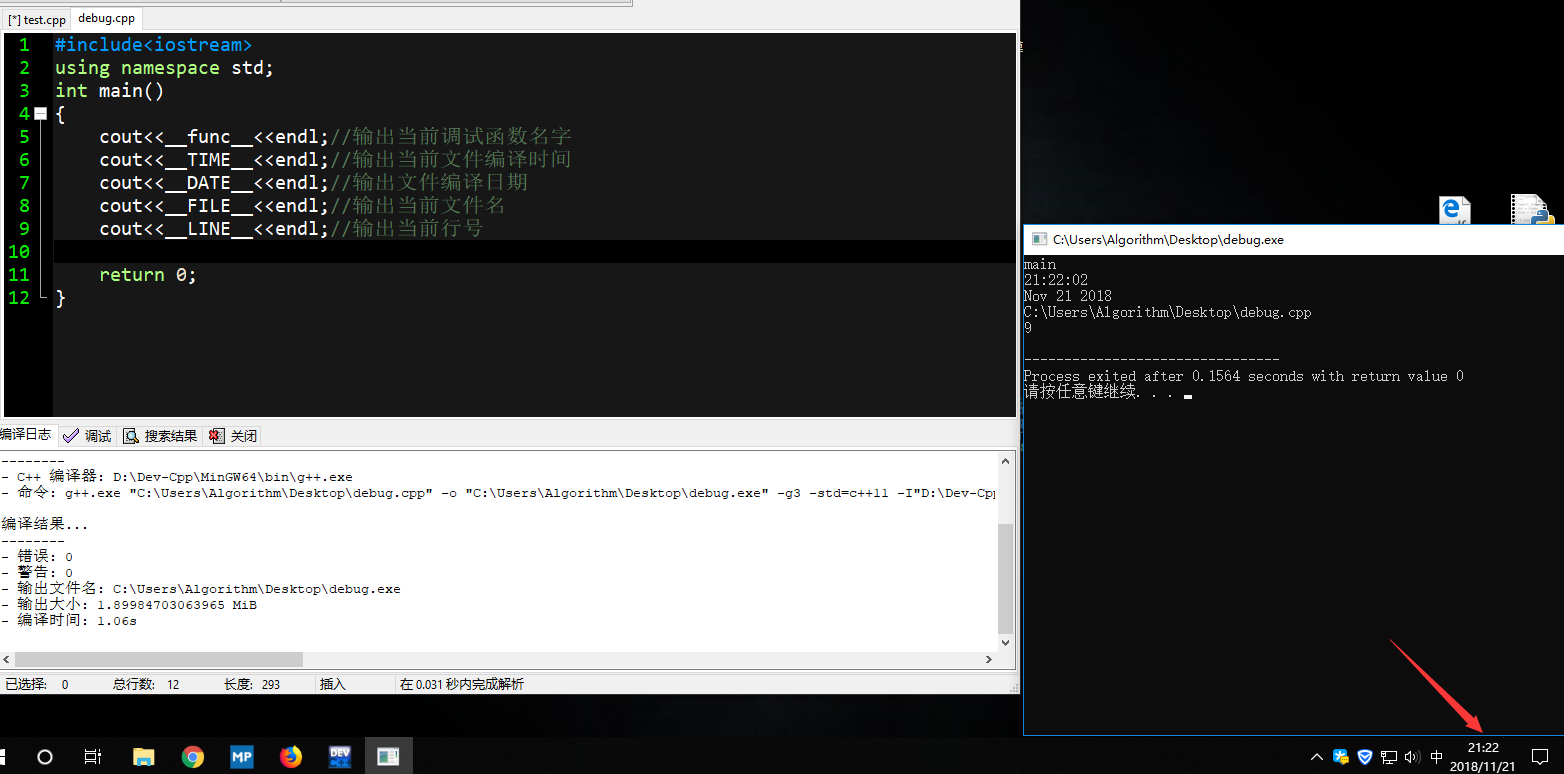 [*] test.cpp debug.cpp
1 #include<iostream>
2 using namespace std;
3 int main()
4 {
5 cout<<__func__<<endl;//输出当前调试函数名字
6 cout<<__TIME__<<endl;//输出当前文件编译时间
7 cout<<__DATE__<<endl;//输出文件编译日期
8 cout<<__FILE__<<endl;//输出当前文件名
9 cout<<__LINE__<<endl;//输出当前行号
10
11 return 0;
12 }
编译日志 调试 搜索结果 关闭
--------
- C++ 编译器: D:\Dev-Cpp\MinGW64\bin\g++.exe
- 命令: g++.exe "C:\Users\Algorithm\Desktop\debug.cpp" -o "C:\Users\Algorithm\Desktop\debug.exe" -g3 -std=c++11 -I"D:\Dev-Cpp
编译结果...
--------
- 错误: 0
- 警告: 0
- 输出文件名: C:\Users\Algorithm\Desktop\debug.exe
- 输出大小: 1.89984703063965 MiB
- 编译时间: 1.06s
已选择: 0 总行数: 12 长度: 293 插入 在 0.031 秒内完成解析
C:\Users\Algorithm\Desktop\debug.exe
main
21:22:02
Nov 21 2018
C:\Users\Algorithm\Desktop\debug.cpp
9
--------------------------------
Process exited after 0.1564 seconds with return value 0
请按任意键继续. . .
MP
DEV
中
21:22
2018/11/21